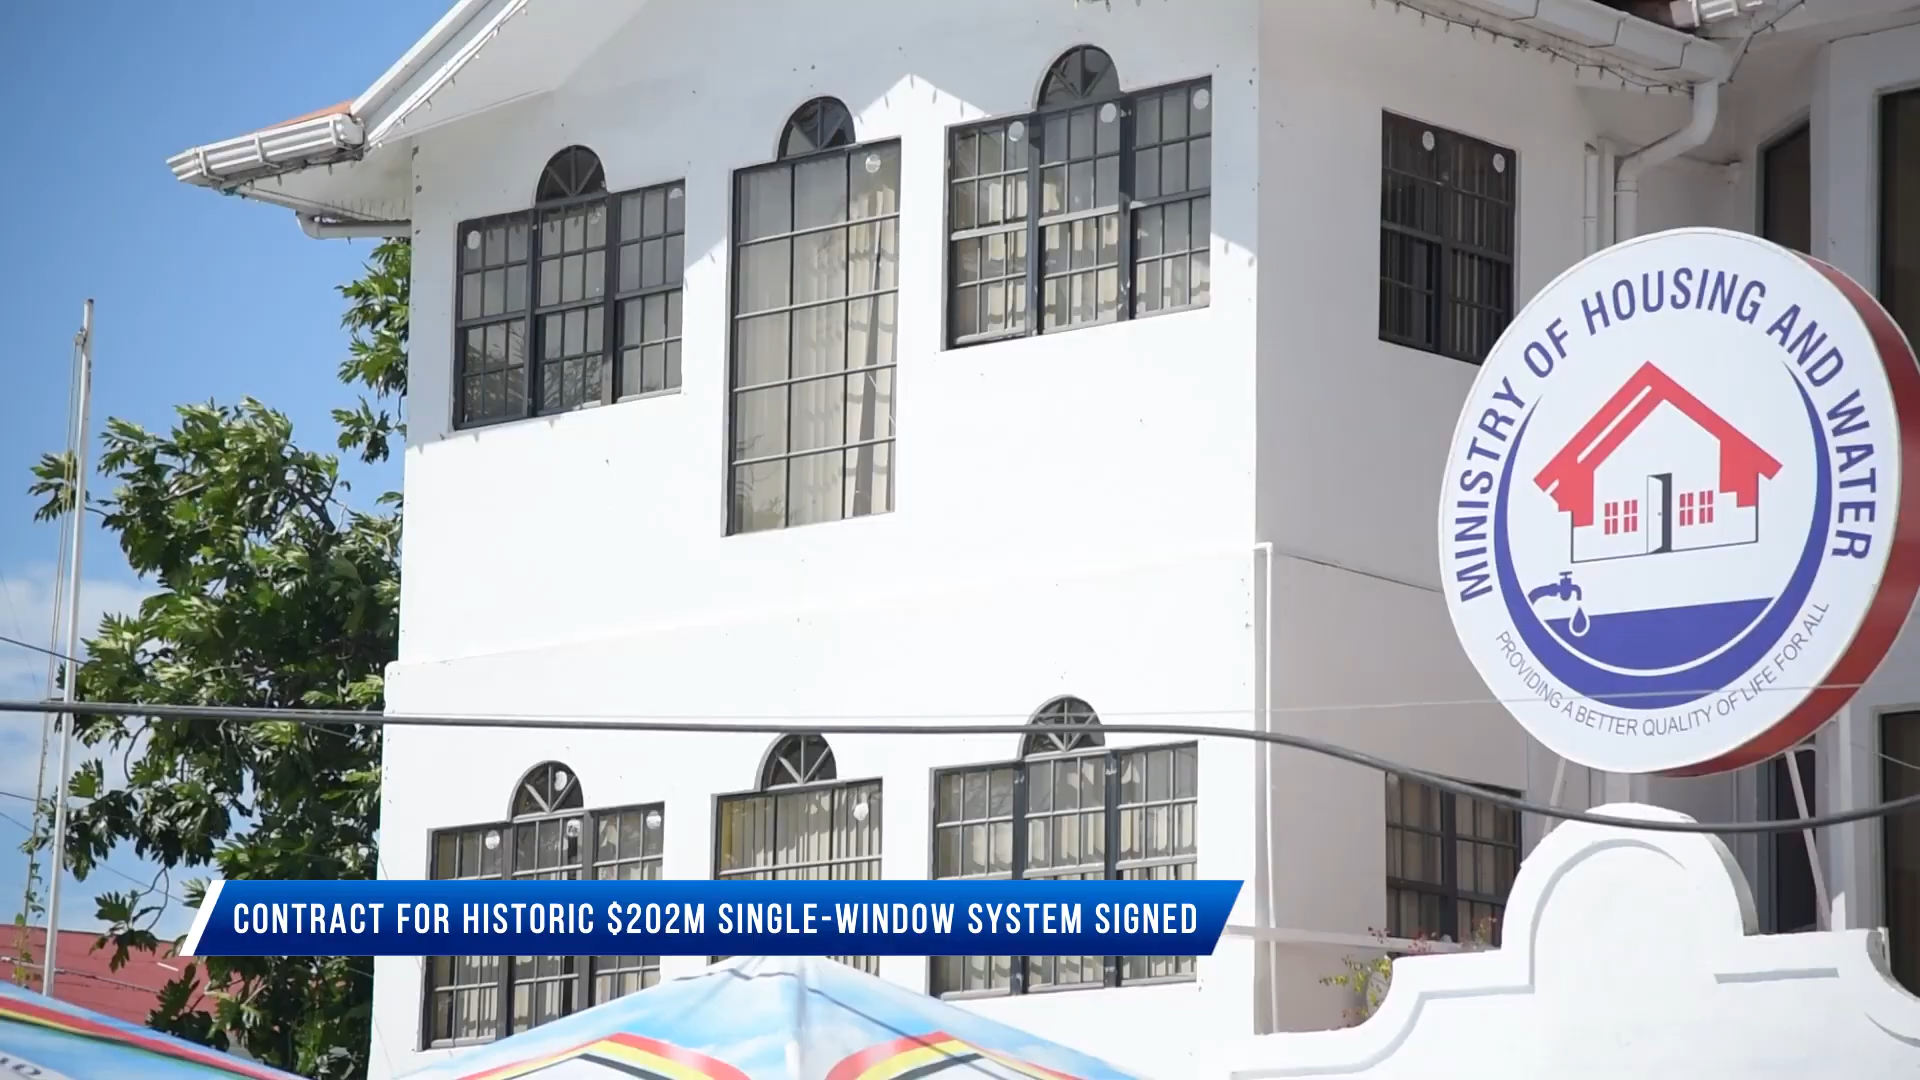 MINISTRY OF HOUSING AND WATER
PROVIDING A BETTER QUALITY OF LIFE FOR ALL
CONTRACT FOR HISTORIC $202M SINGLE-WINDOW SYSTEM SIGNED